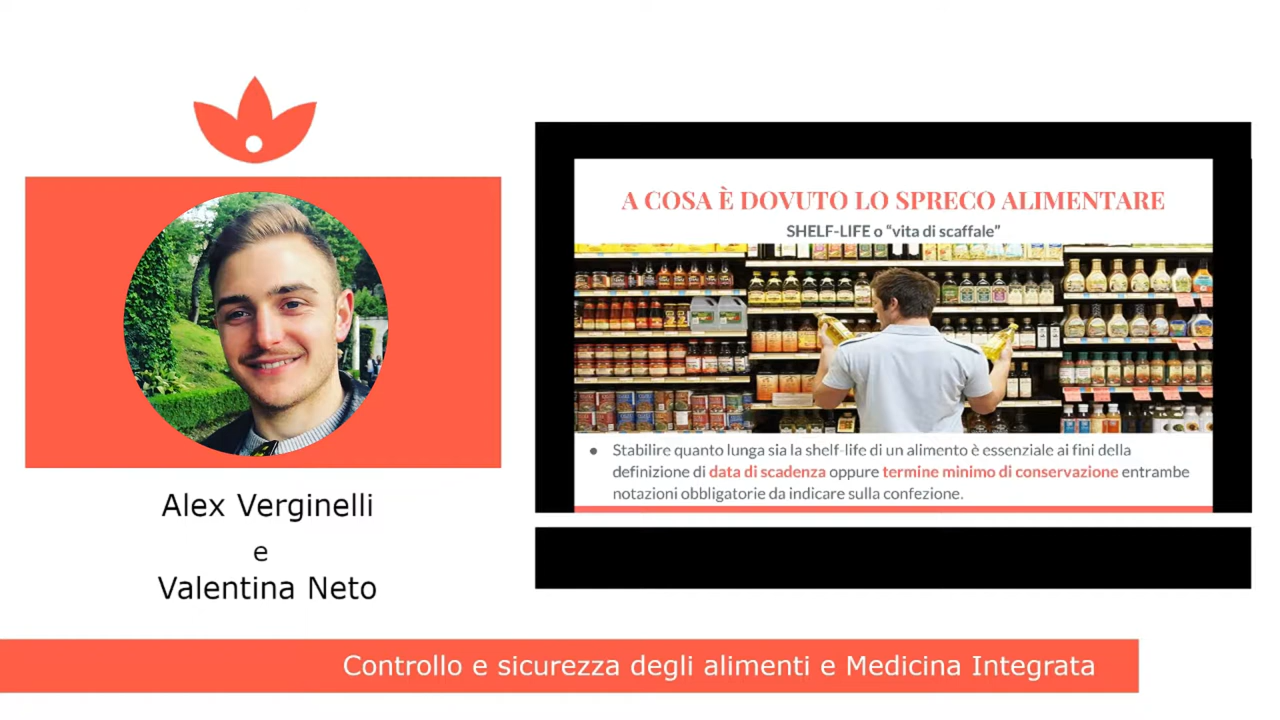 Alex Verginelli
e
Valentina Neto
A COSA È DOVUTO LO SPRECO ALIMENTARE
SHELF-LIFE o “vita di scaffale”
● Stabilire quanto lunga sia la shelf-life di un alimento è essenziale ai fini della
definizione di data di scadenza oppure termine minimo di conservazione entrambe
notazioni obbligatorie da indicare sulla confezione.
Controllo e sicurezza degli alimenti e Medicina Integrata